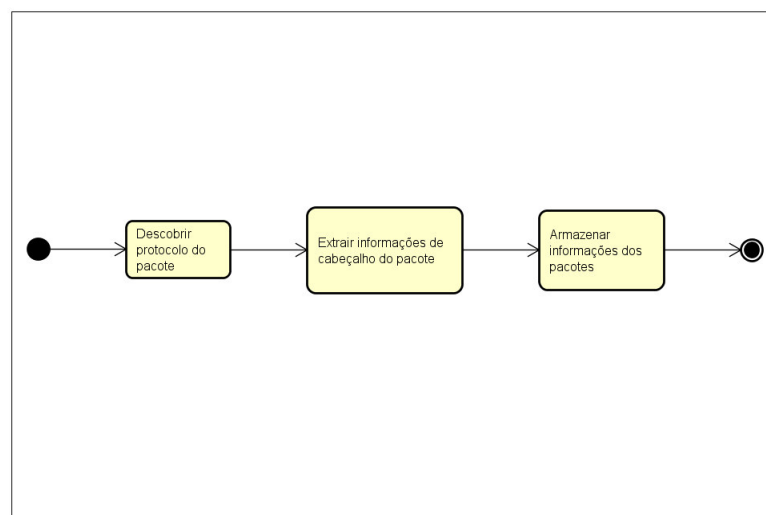 Descobrir
protocolo do
pacote
Extrair informações de
cabeçalho do pacote
Armazenar
informações dos
pacotes